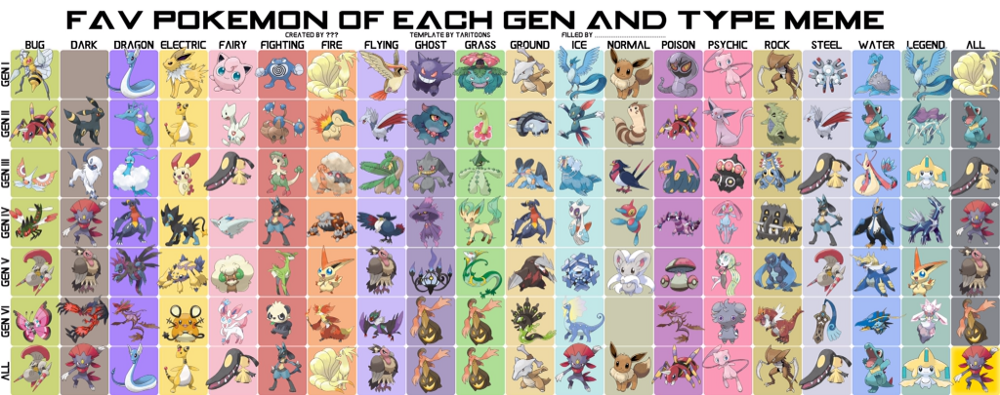 FAV POKEMON OF EACH GEN AND TYPE MEME
CREATED BY ??? TEMPLATE BY TARITOONS FILLED BY ........................................
BUG DARK DRAGON ELECTRIC FAIRY FIGHTING FIRE FLYING GHOST GRASS GROUND ICE NORMAL POISON PSYCHIC ROCK STEEL WATER LEGEND ALL
GEN I
GEN II
GEN III
GEN IV
GEN V
GEN VI
ALL